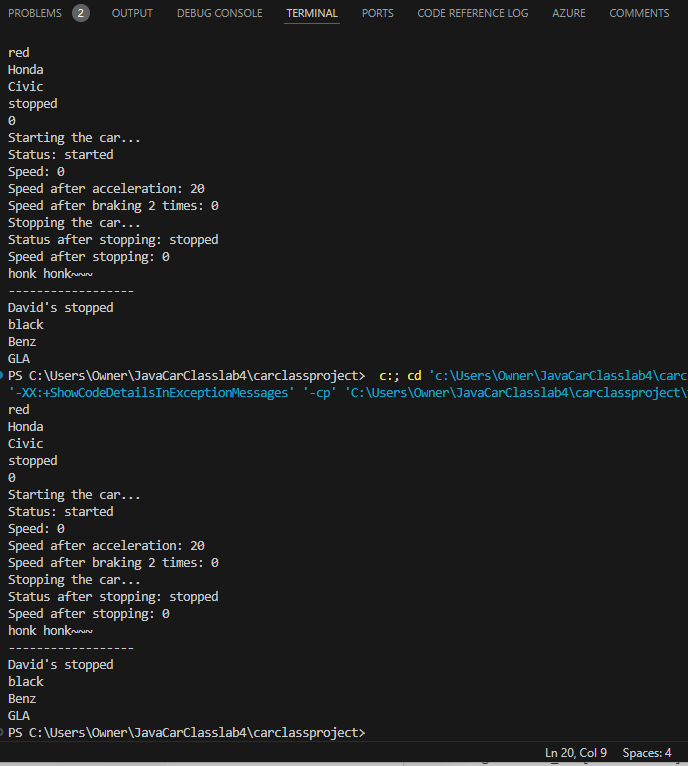 PROBLEMS 2 OUTPUT DEBUG CONSOLE TERMINAL PORTS CODE REFERENCE LOG AZURE COMMENTS
red
Honda
Civic
stopped
0
Starting the car...
Status: started
Speed: 0
Speed after acceleration: 20
Speed after braking 2 times: 0
Stopping the car...
Status after stopping: stopped
Speed after stopping: 0
honk honk~~~
------------------
David's stopped
black
Benz
GLA
PS C:\Users\Owner\JavaCarClasslab4\carclassproject>  c:; cd 'c:\Users\Owner\JavaCarClasslab4\carc
'-XX:+ShowCodeDetailsInExceptionMessages' '-cp' 'C:\Users\Owner\JavaCarClasslab4\carclassproject\
red
Honda
Civic
stopped
0
Starting the car...
Status: started
Speed: 0
Speed after acceleration: 20
Speed after braking 2 times: 0
Stopping the car...
Status after stopping: stopped
Speed after stopping: 0
honk honk~~~
------------------
David's stopped
black
Benz
GLA
PS C:\Users\Owner\JavaCarClasslab4\carclassproject>
Ln 20, Col 9 Spaces: 4